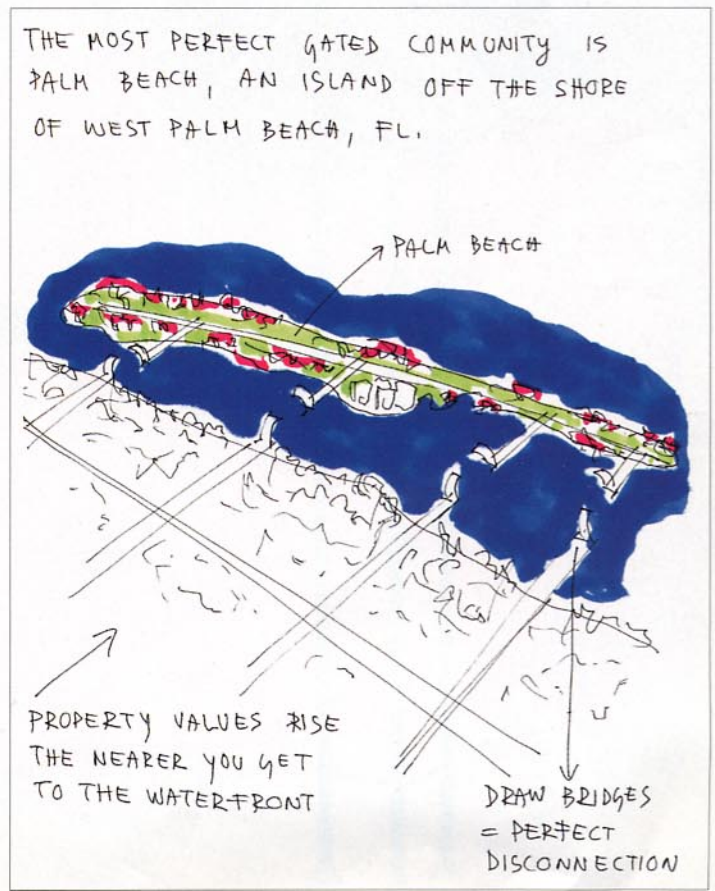 THE MOST PERFECT GATED COMMUNITY IS
PALM BEACH, AN ISLAND OFF THE SHORE
OF WEST PALM BEACH, FL.
PALM BEACH
PROPERTY VALUES RISE
THE NEARER YOU GET
TO THE WATERFRONT
DRAW BRIDGES
= PERFECT
DISCONNECTION